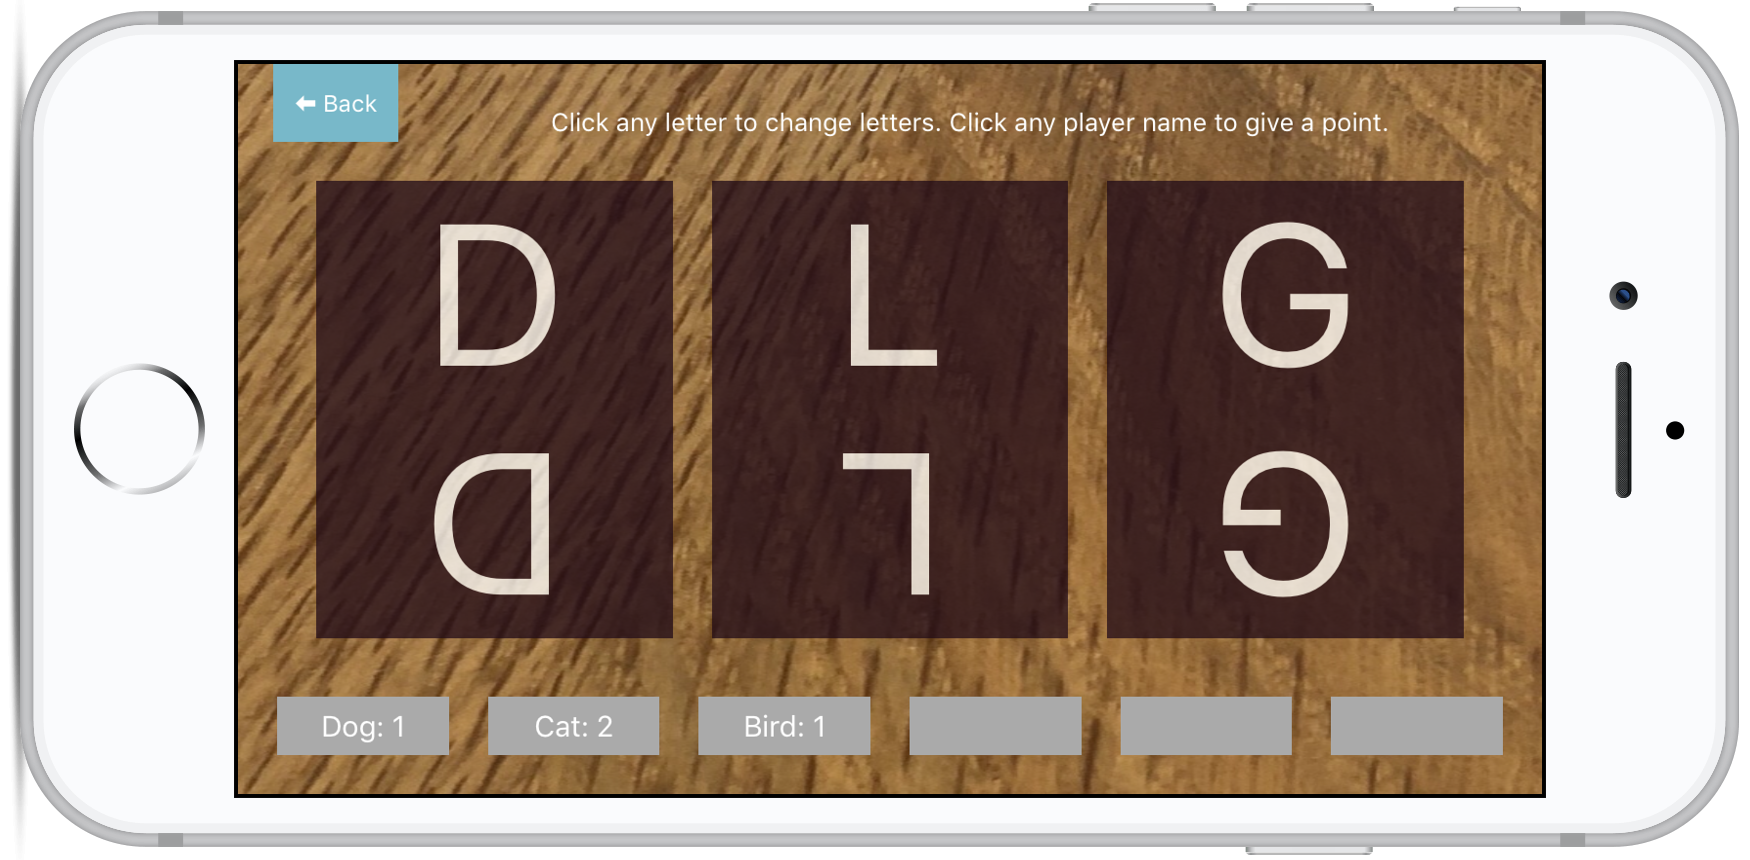 ⬅ Back
Click any letter to change letters. Click any player name to give a point.
D L G
D L G
Dog: 1 Cat: 2 Bird: 1